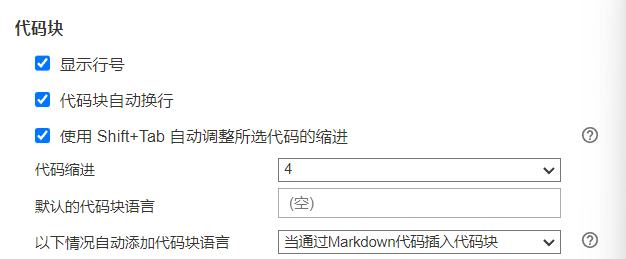 代码块
显示行号
代码块自动换行
使用 Shift+Tab 自动调整所选代码的缩进
代码缩进 4
默认的代码块语言 (空)
以下情况自动添加代码块语言 当通过Markdown代码插入代码块